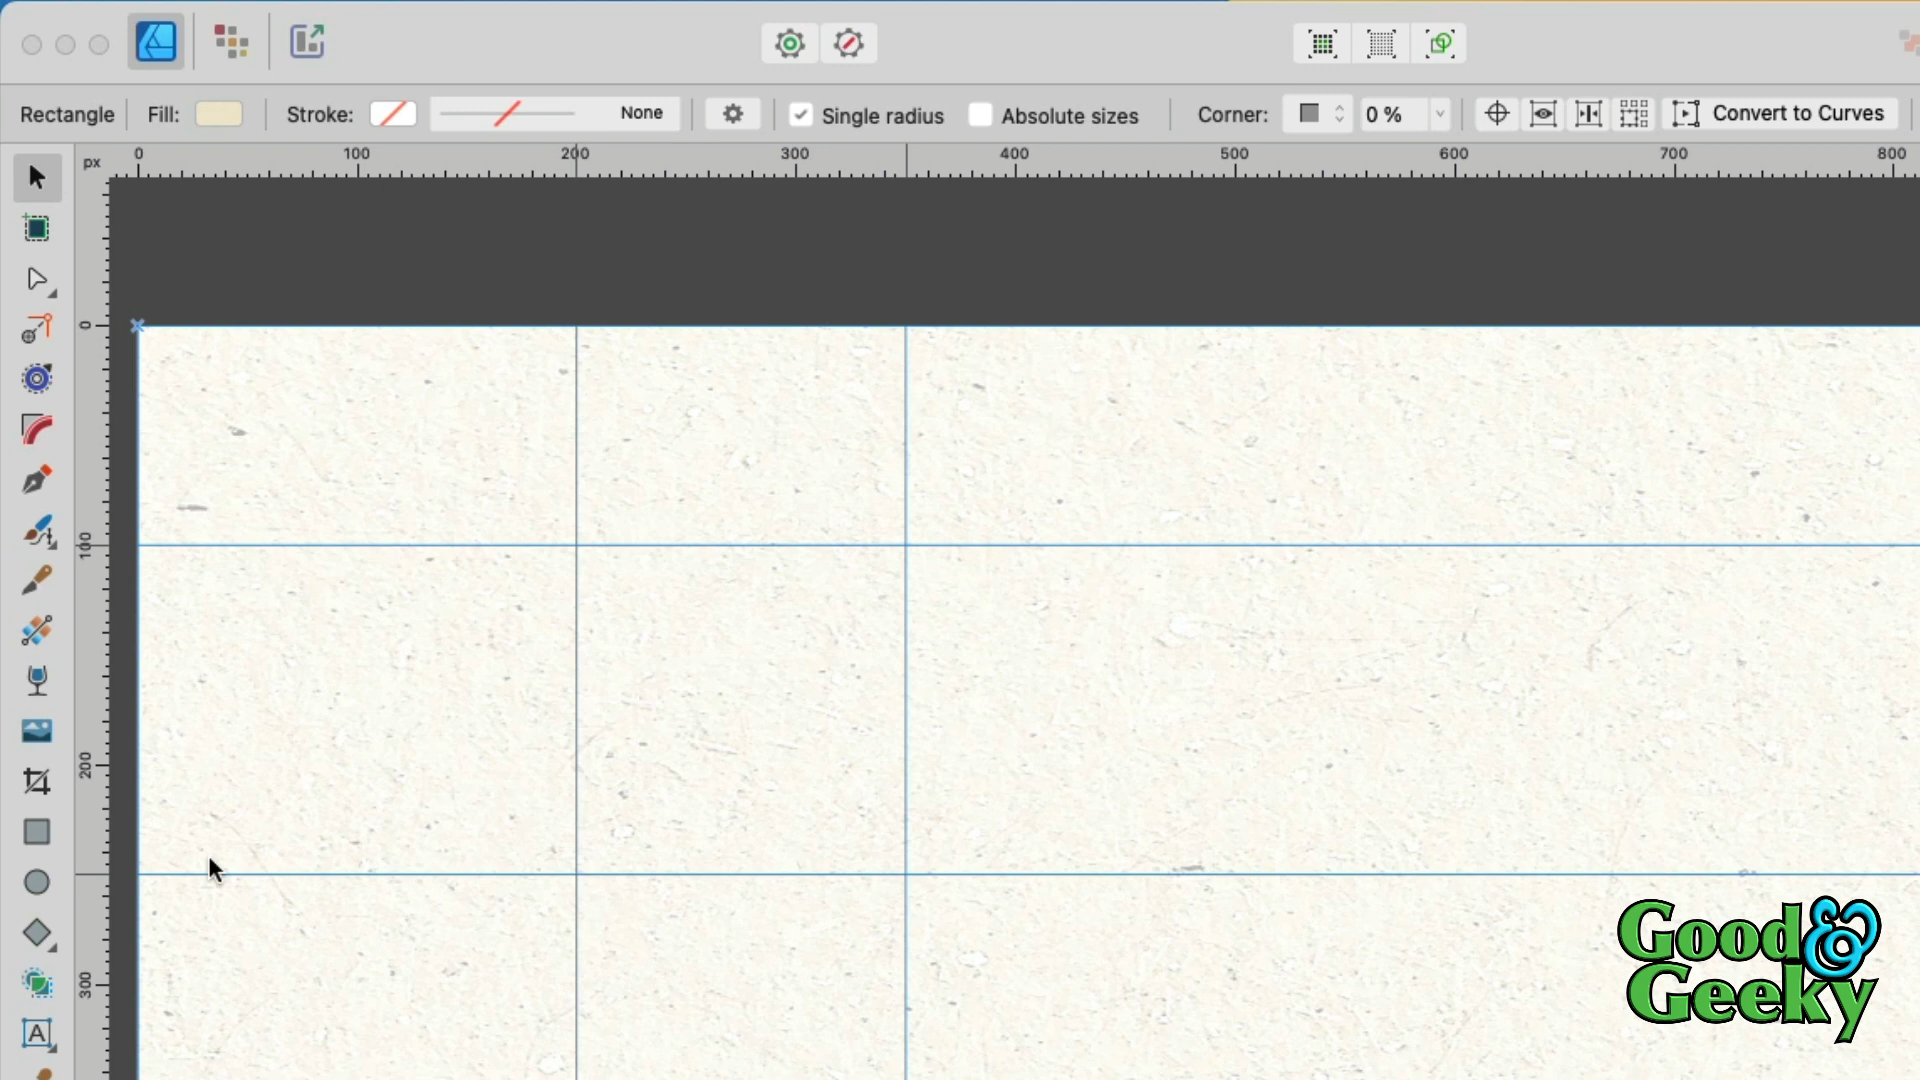 Rectangle Fill: Stroke: None Single radius Absolute sizes Corner: 0 % Convert to Curves
px 0 100 200 300 400 500 600 700 800
0
100
200
300
A
Good &
Geeky